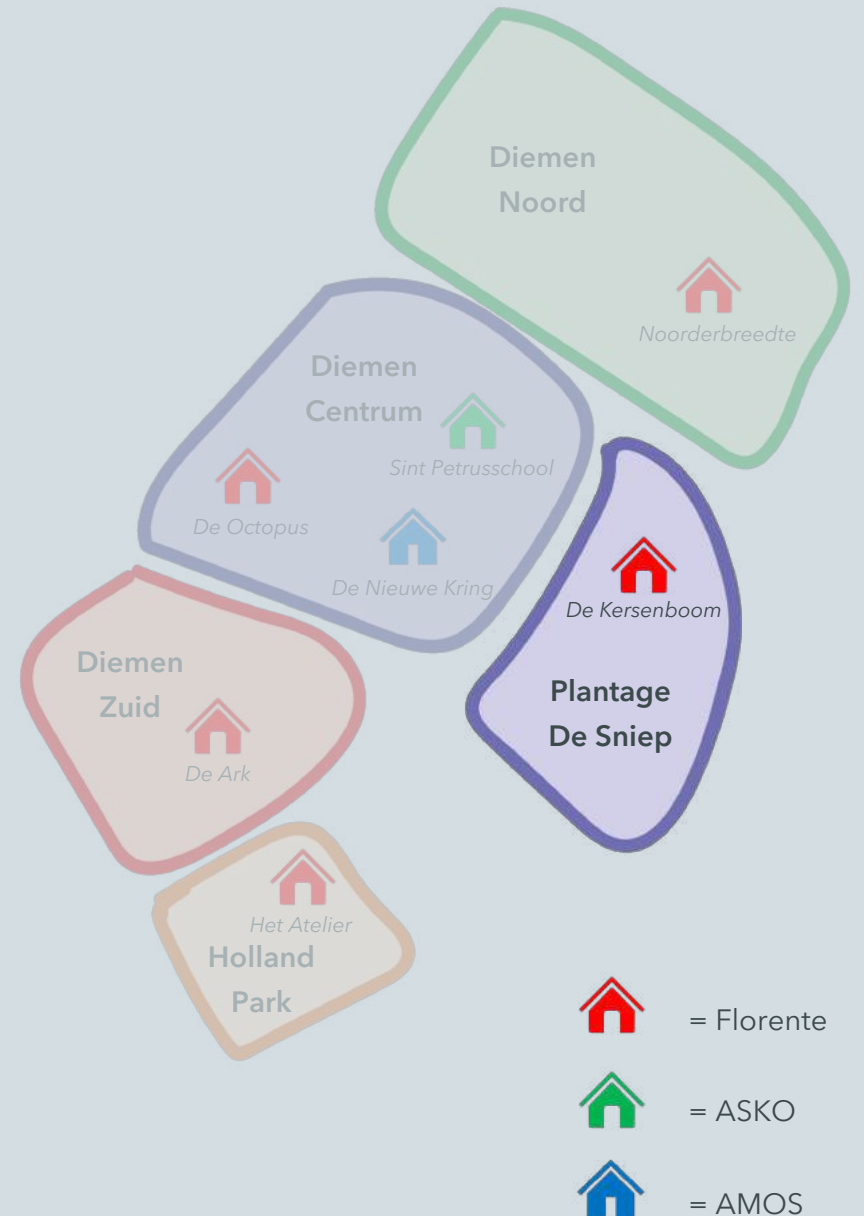 Diemen
Noord
Noorderbreedte
Diemen
Centrum
Sint Petrusschool
De Octopus
De Nieuwe Kring
De Kersenboom
Plantage
De Sniep
Diemen
Zuid
De Ark
Het Atelier
Holland
Park
= Florente
= ASKO
= AMOS